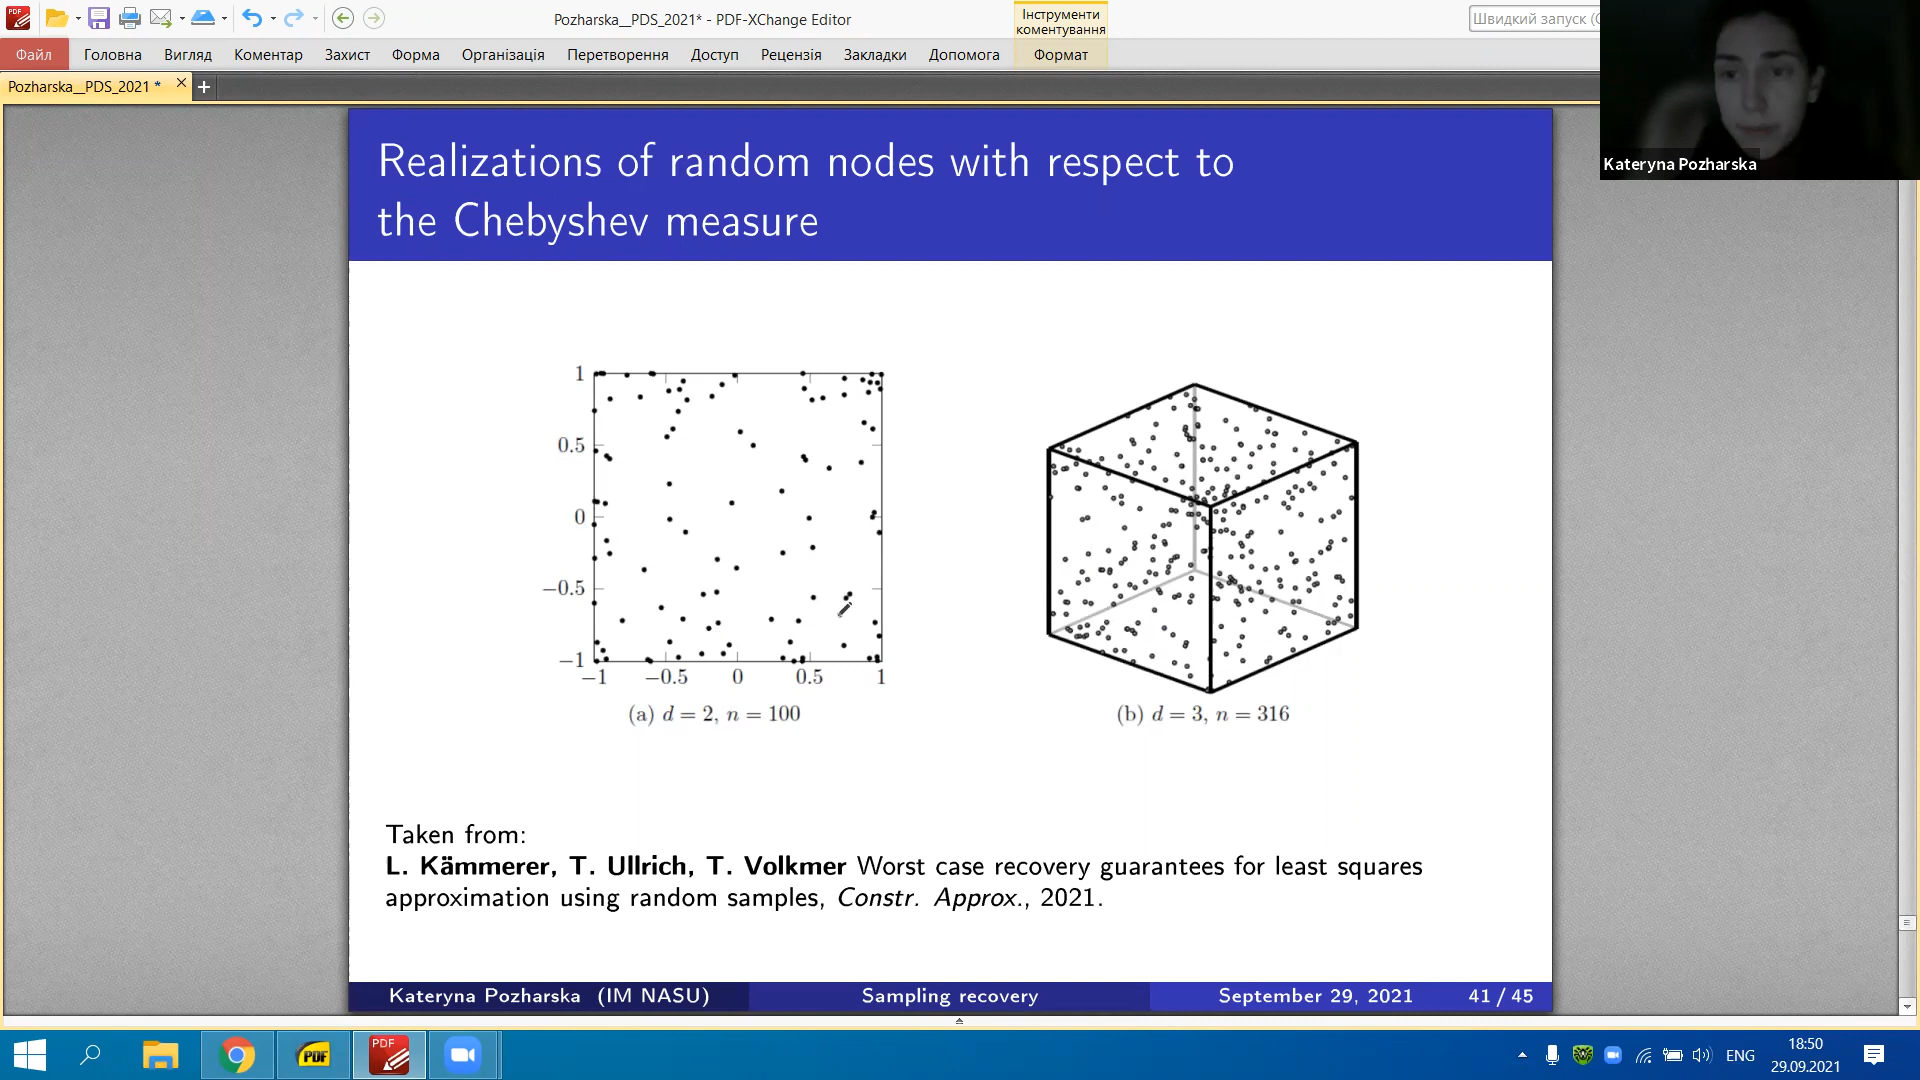 Pozharska__PDS_2021* - PDF-XChange Editor
Інструменти
коментування
Швидкий запуск (
Файл Головна Вигляд Коментар Захист Форма Організація Перетворення Доступ Рецензія Закладки Допомога Формат
Pozharska__PDS_2021 *
Kateryna Pozharska
Realizations of random nodes with respect to
the Chebyshev measure
1
0.5
0
−0.5
−1
−1 −0.5 0 0.5 1
(a) d = 2, n = 100
(b) d = 3, n = 316
Taken from:
L. Kämmerer, T. Ullrich, T. Volkmer Worst case recovery guarantees for least squares
approximation using random samples, Constr. Approx., 2021.
Kateryna Pozharska (IM NASU) Sampling recovery September 29, 2021 41 / 45
PDF
PDF
ENG
18:50
29.09.2021